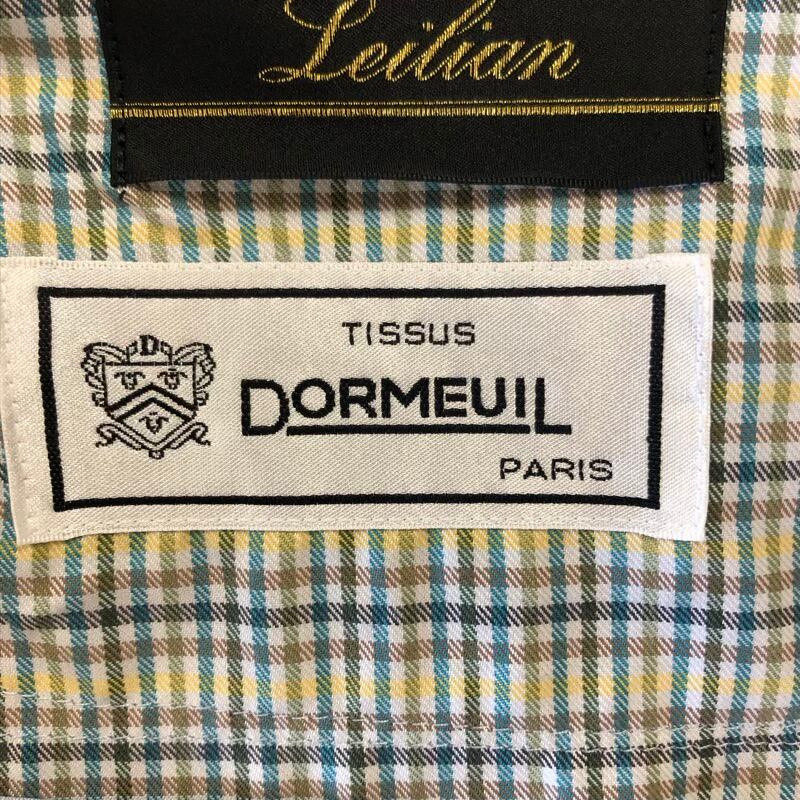 Leilian
D
TISSUS
DORMEUIL
PARIS